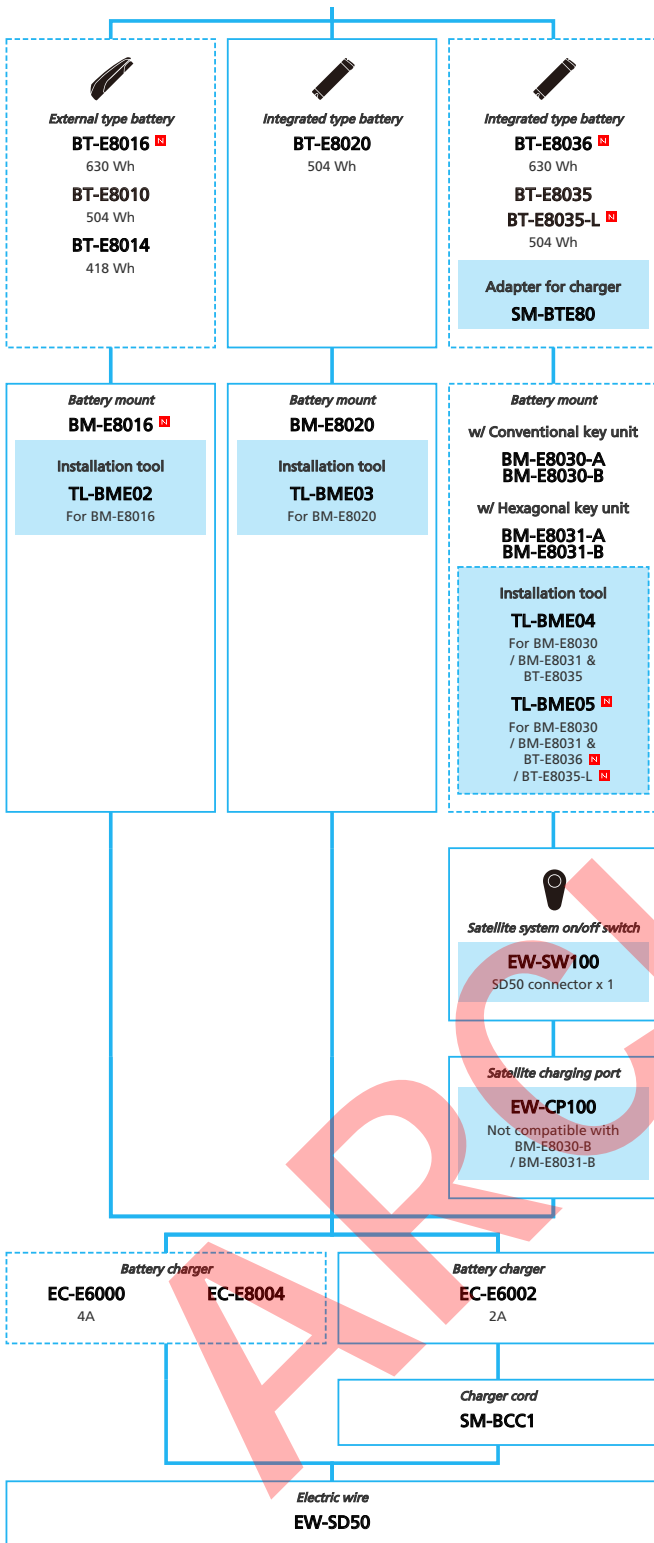 External type battery
BT-E8016 N
630 Wh
BT-E8010
504 Wh
BT-E8014
418 Wh
Integrated type battery
BT-E8020
504 Wh
Integrated type battery
BT-E8036 N
630 Wh
BT-E8035
BT-E8035-L N
504 Wh
Adapter for charger
SM-BTE80
Battery mount
BM-E8016 N
Installation tool
TL-BME02
For BM-E8016
Battery mount
BM-E8020
Installation tool
TL-BME03
For BM-E8020
Battery mount
w/ Conventional key unit
BM-E8030-A
BM-E8030-B
w/ Hexagonal key unit
BM-E8031-A
BM-E8031-B
Installation tool
TL-BME04
For BM-E8030
/ BM-E8031 &
BT-E8035
TL-BME05 N
For BM-E8030
/ BM-E8031 &
BT-E8036 N
/ BT-E8035-L N
Satellite system on/off switch
EW-SW100
SD50 connector x 1
Satellite charging port
EW-CP100
Not compatible with
BM-E8030-B
/ BM-E8031-B
Battery charger
EC-E6000 EC-E8004
4A
Battery charger
EC-E6002
2A
Charger cord
SM-BCC1
Electric wire
EW-SD50
ARC